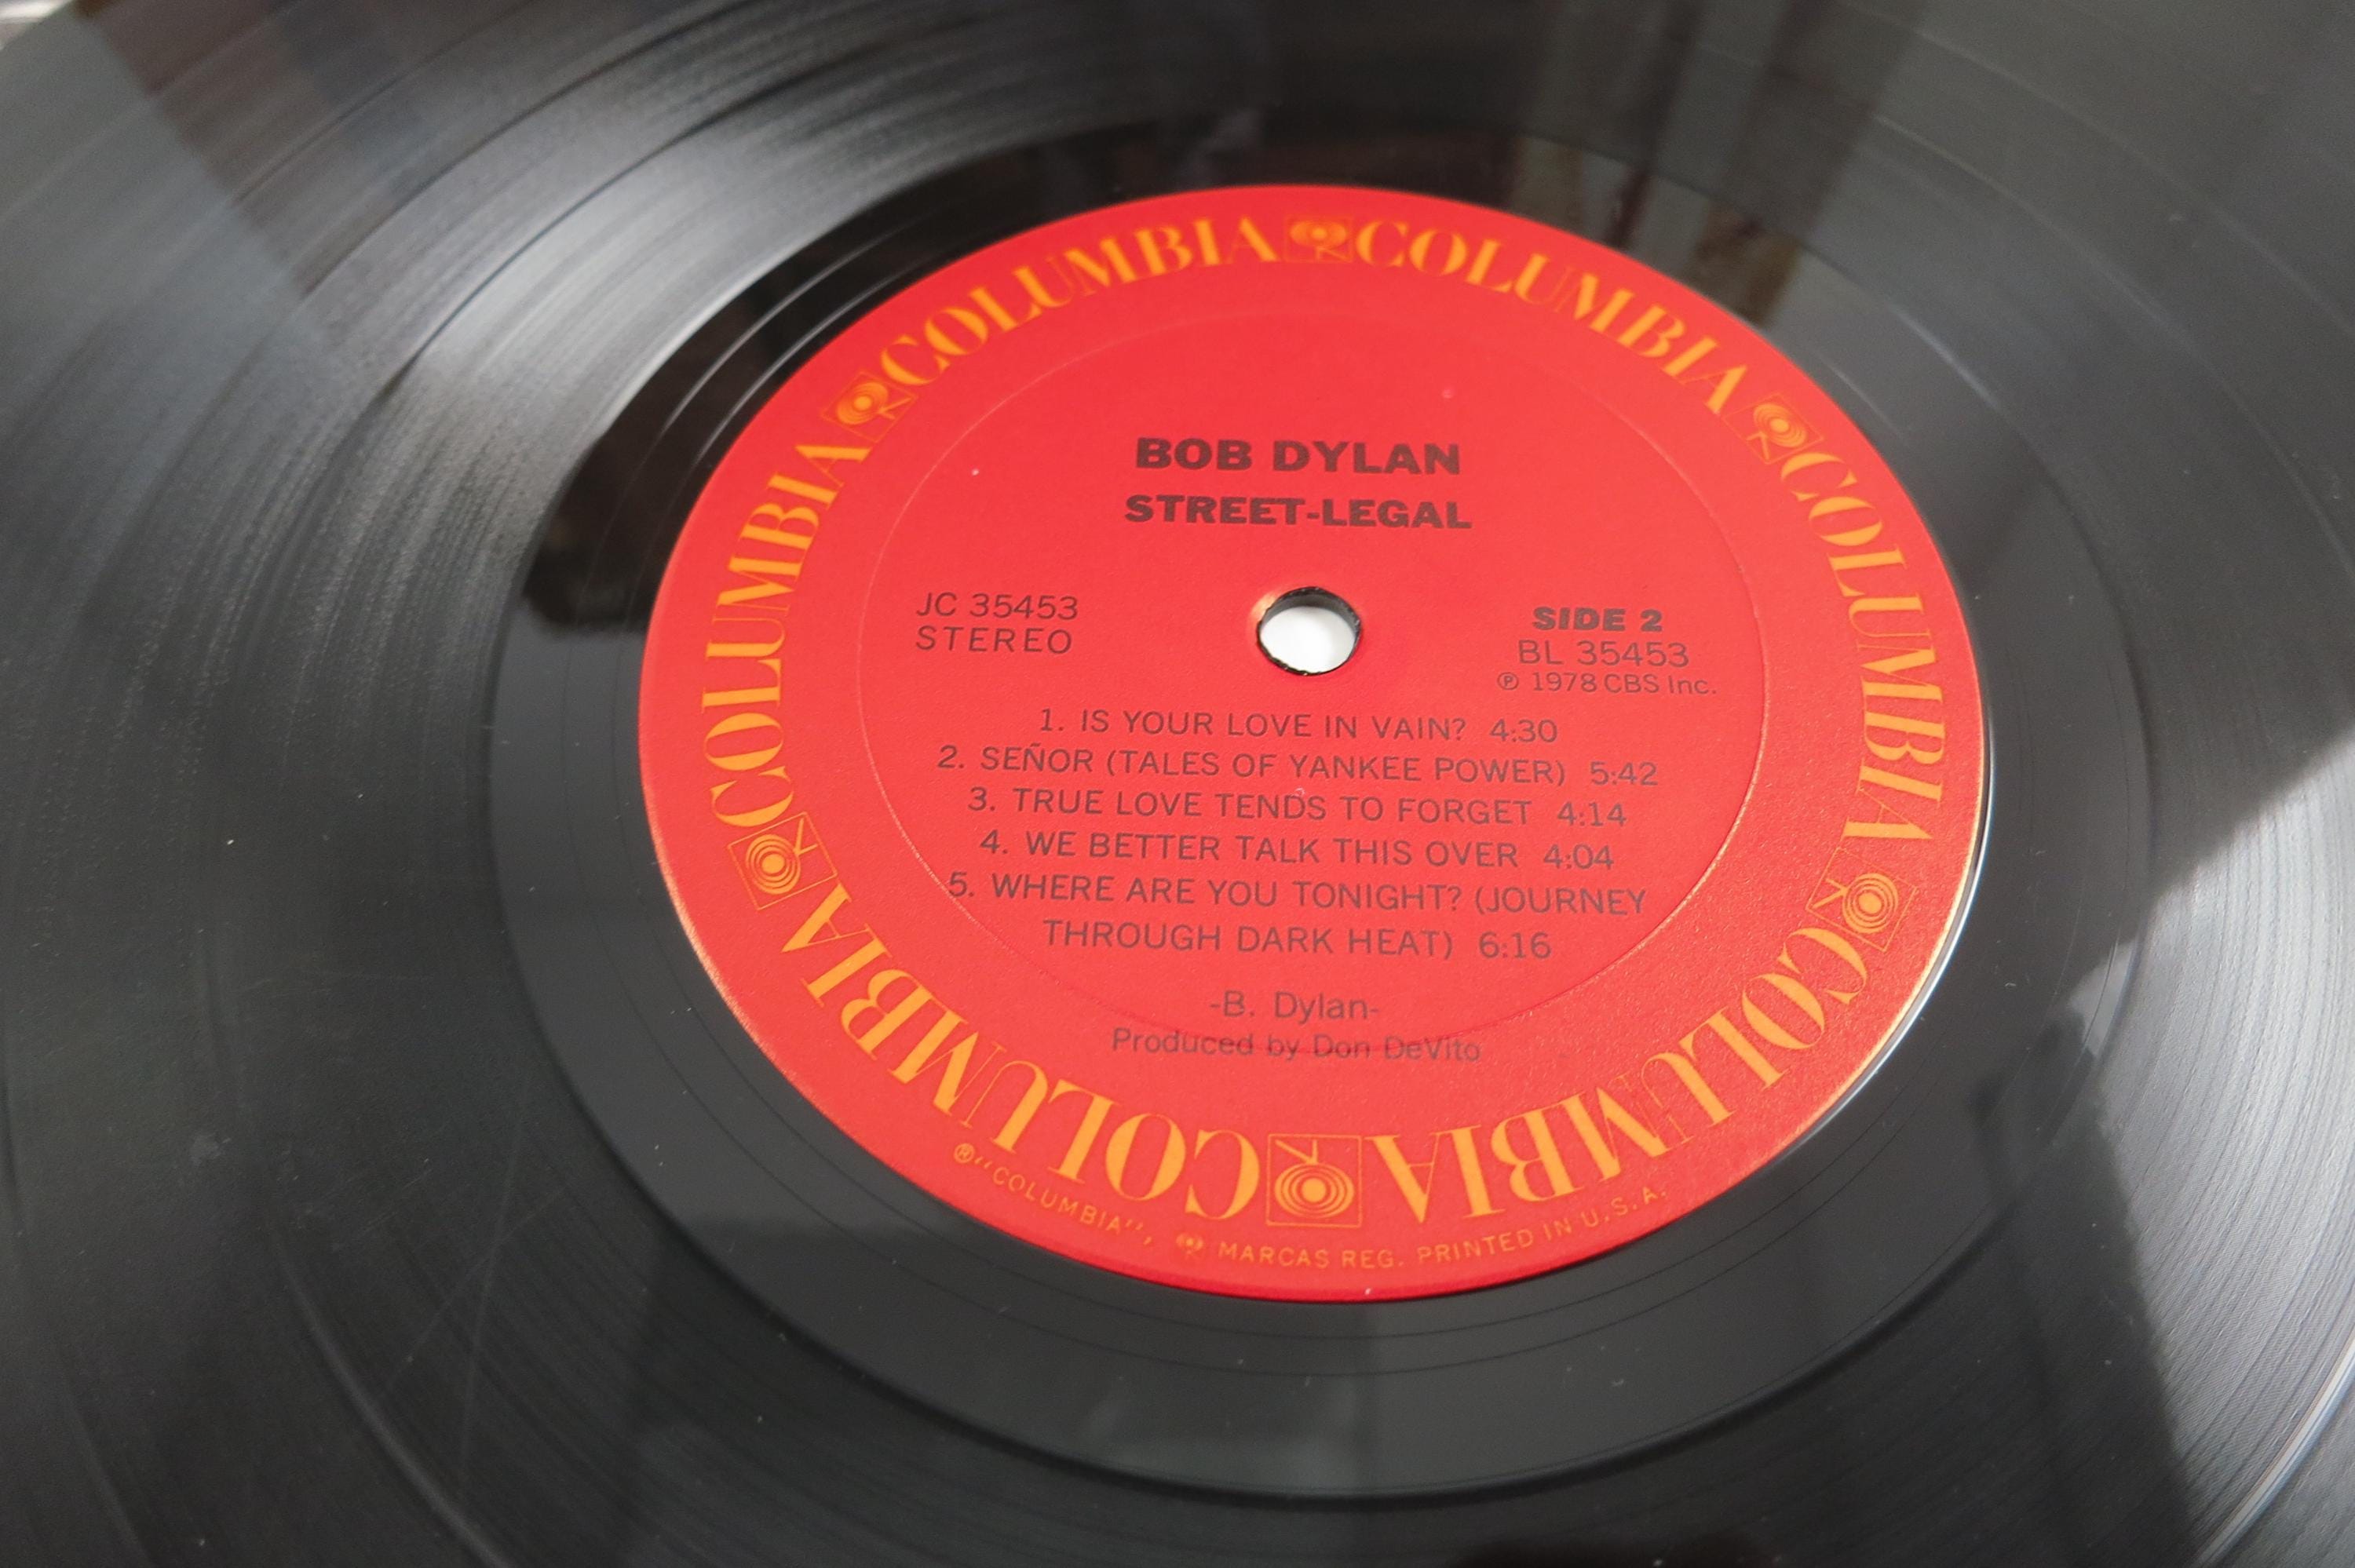 COLUMBIA COLUMBIA COLUMBIA COLUMBIA COLUMBIA COLUMBIA
BOB DYLAN
STREET-LEGAL
JC 35453
STEREO
SIDE 2
BL 35453
℗ 1978 CBS Inc.
1. IS YOUR LOVE IN VAIN? 4:30
2. SEÑOR (TALES OF YANKEE POWER) 5:42
3. TRUE LOVE TENDS TO FORGET 4:14
4. WE BETTER TALK THIS OVER 4:04
5. WHERE ARE YOU TONIGHT? (JOURNEY
THROUGH DARK HEAT) 6:16
-B. Dylan-
Produced by Don DeVito
® "COLUMBIA", MARCAS REG. PRINTED IN U.S.A.